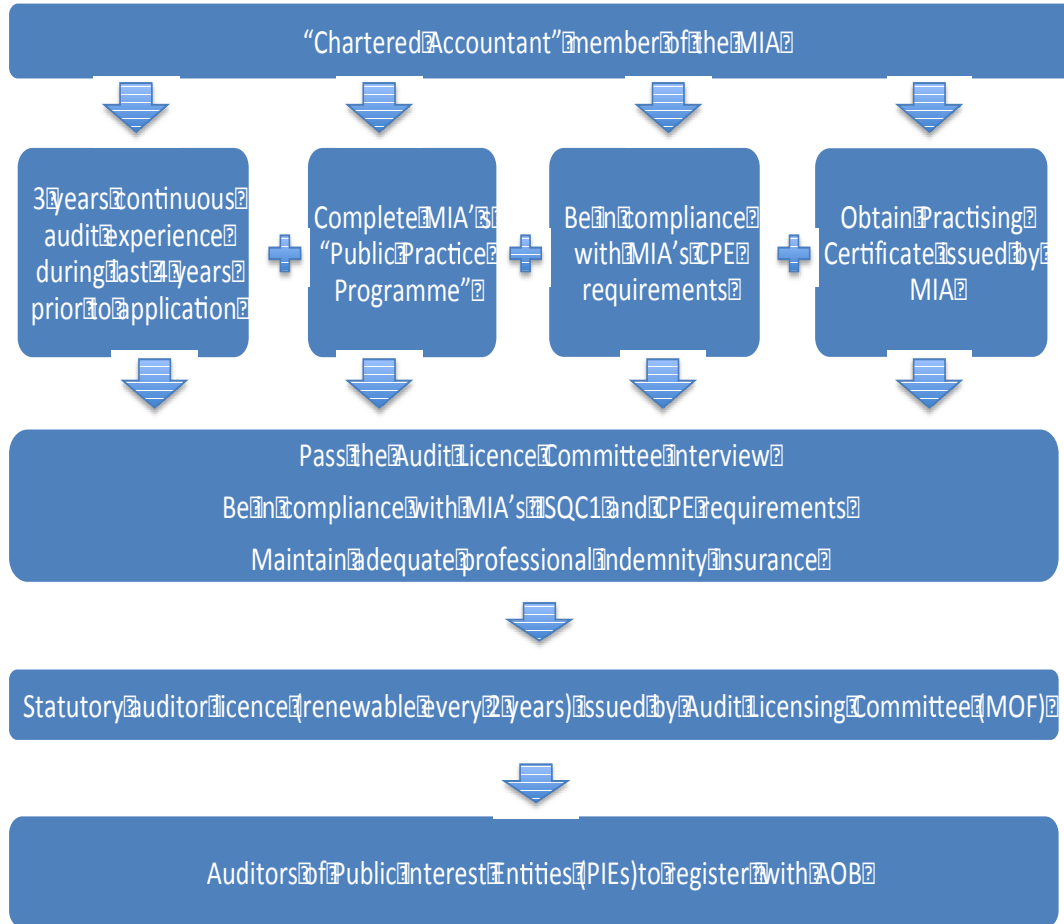 “Chartered Accountant” member of the MIA
3 years continuous
audit experience
during last 4 years
prior to application
Complete MIA’s
“Public Practice
Programme”
Be in compliance
with MIA’s CPE
requirements
Obtain Practising
Certificate issued by
MIA
Pass the Audit Licence Committee interview
Be in compliance with MIA’s ISQC1 and CPE requirements
Maintain adequate professional indemnity insurance
Statutory auditor licence (renewable every 2 years) issued by Audit Licensing Committee (MOF)
Auditors of Public Interest Entities (PIEs) to register with AOB